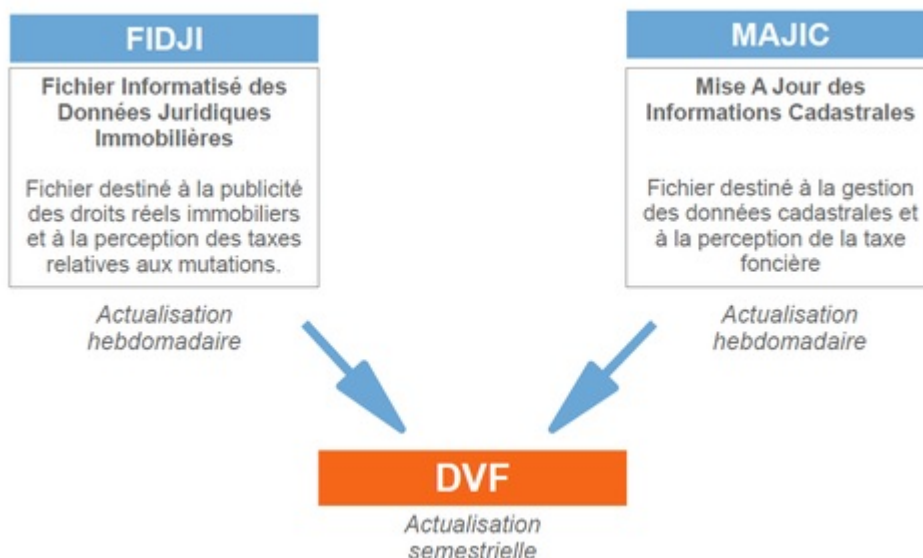 FIDJI
Fichier Informatisé des
Données Juridiques
Immobilières
Fichier destiné à la publicité
des droits réels immobiliers
et à la perception des taxes
relatives aux mutations.
Actualisation
hebdomadaire
MAJIC
Mise A Jour des
Informations Cadastrales
Fichier destiné à la gestion
des données cadastrales et
à la perception de la taxe
foncière
Actualisation
hebdomadaire
DVF
Actualisation
semestrielle